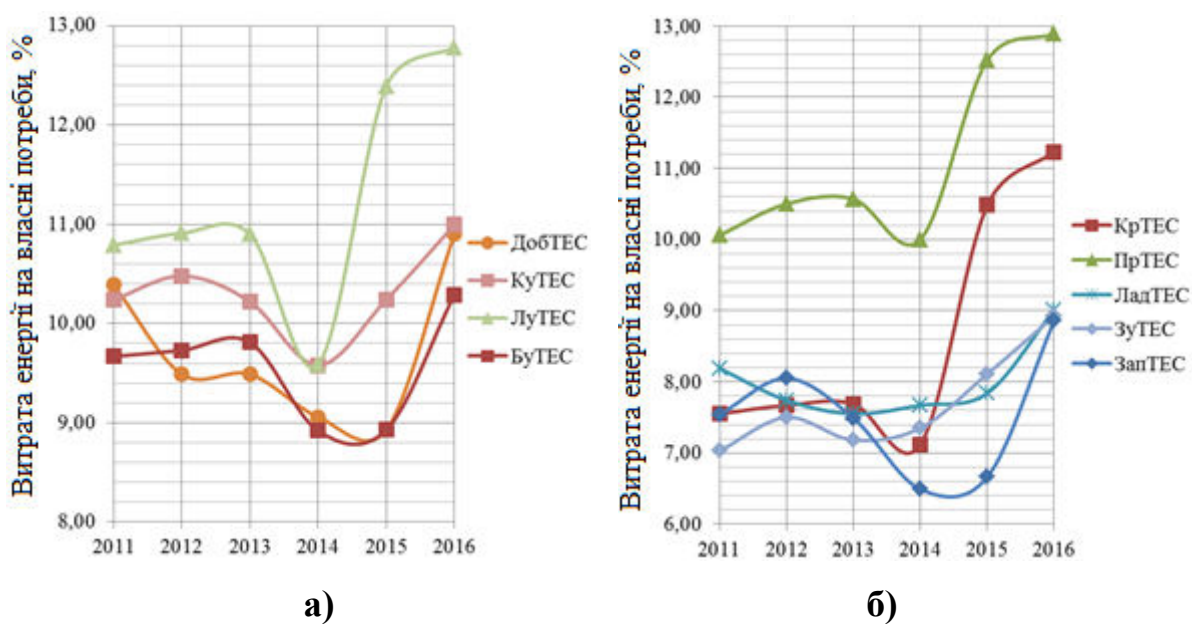 Витрата енергії на власні потреби, %
13,00
12,00
11,00
10,00
9,00
8,00
2011 2012 2013 2014 2015 2016
ДобТЕС
КуТЕС
ЛуТЕС
БуТЕС
а)
Витрата енергії на власні потреби, %
13,00
12,00
11,00
10,00
9,00
8,00
7,00
6,00
2011 2012 2013 2014 2015 2016
КрТЕС
ПрТЕС
ЛадТЕС
ЗуТЕС
ЗапТЕС
б)